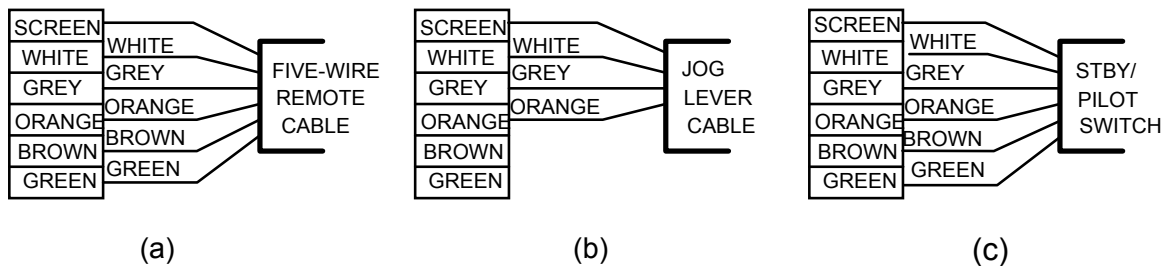 SCREEN
WHITE
GREY
ORANGE
BROWN
GREEN
WHITE
GREY
ORANGE
BROWN
GREEN
FIVE-WIRE
REMOTE
CABLE
(a)
SCREEN
WHITE
GREY
ORANGE
BROWN
GREEN
WHITE
GREY
ORANGE
JOG
LEVER
CABLE
(b)
SCREEN
WHITE
GREY
ORANGE
BROWN
GREEN
WHITE
GREY
ORANGE
BROWN
GREEN
STBY/
PILOT
SWITCH
(c)